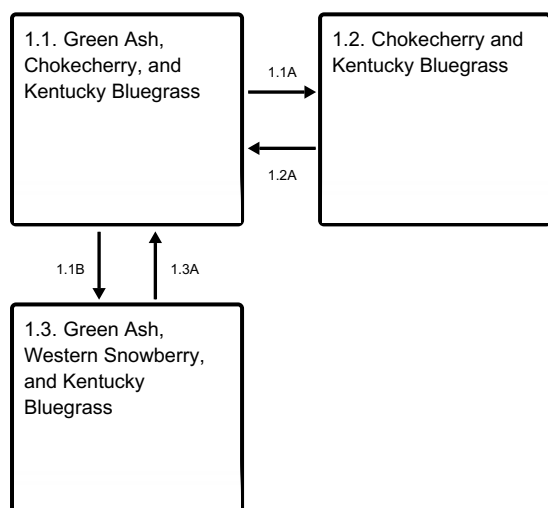 1.1. Green Ash,
Chokecherry, and
Kentucky Bluegrass
1.1A
1.2. Chokecherry and
Kentucky Bluegrass
1.2A
1.1B
1.3A
1.3. Green Ash,
Western Snowberry,
and Kentucky
Bluegrass